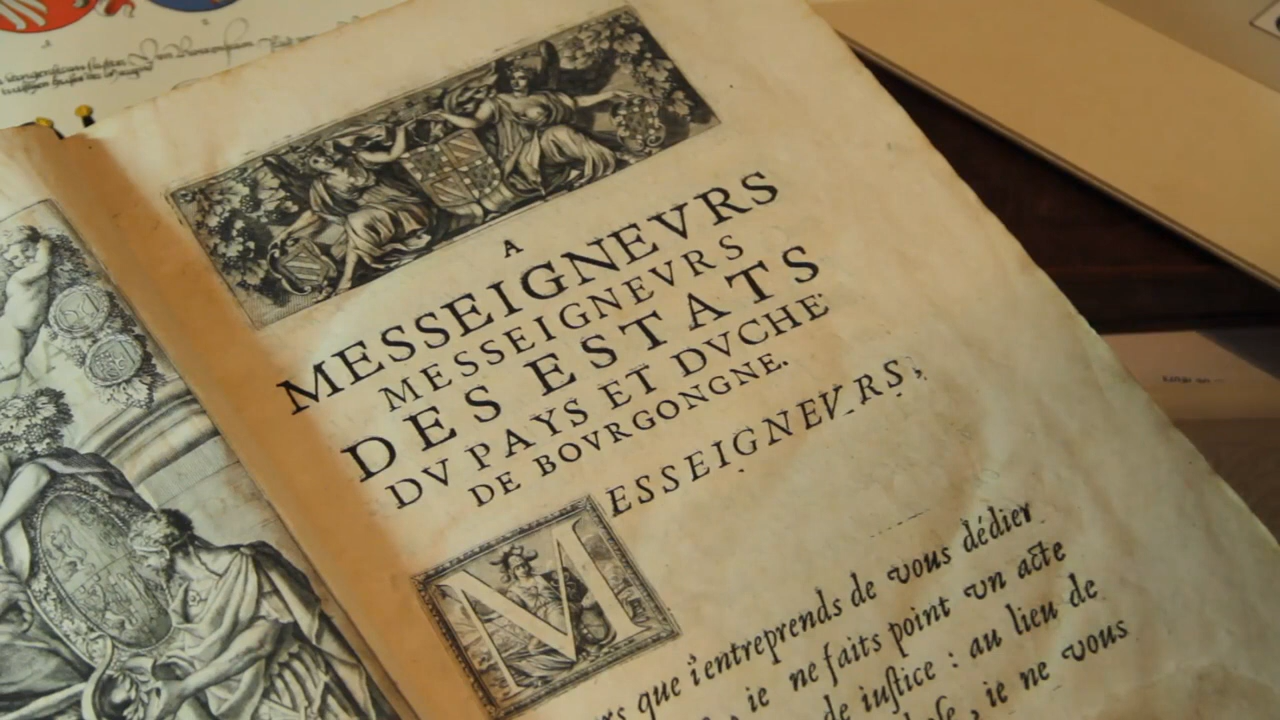 A
MESSEIGNEVRS
MESSEIGNEVRS
DES ESTATS
DV PAYS ET DVCHE'
DE BOVRGONGNE.
MESSEIGNEVRS,
que i'entreprends de vous dédier
, ie ne faits point vn acte
de iustice : au lieu de
, ie ne vous